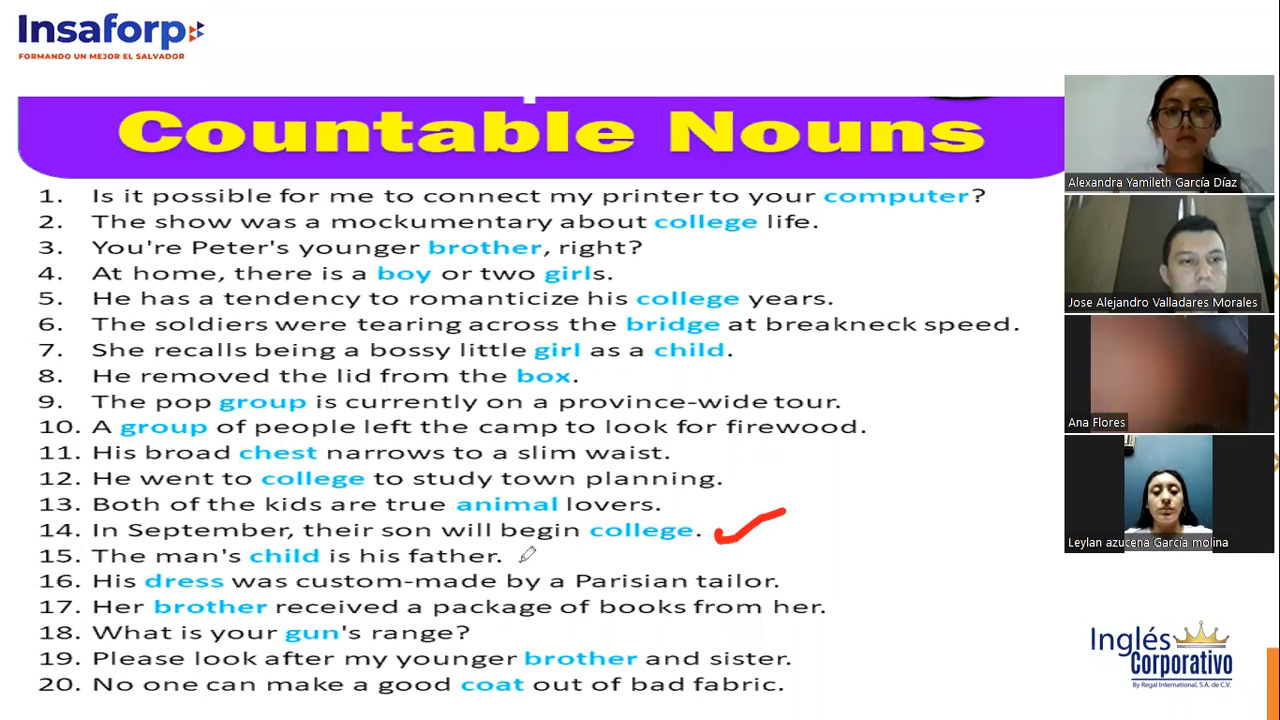 Insaforp
FORMANDO UN MEJOR EL SALVADOR
Countable Nouns
1. Is it possible for me to connect my printer to your computer?
2. The show was a mockumentary about college life.
3. You're Peter's younger brother, right?
4. At home, there is a boy or two girls.
5. He has a tendency to romanticize his college years.
6. The soldiers were tearing across the bridge at breakneck speed.
7. She recalls being a bossy little girl as a child.
8. He removed the lid from the box.
9. The pop group is currently on a province-wide tour.
10. A group of people left the camp to look for firewood.
11. His broad chest narrows to a slim waist.
12. He went to college to study town planning.
13. Both of the kids are true animal lovers.
14. In September, their son will begin college.
15. The man's child is his father.
16. His dress was custom-made by a Parisian tailor.
17. Her brother received a package of books from her.
18. What is your gun's range?
19. Please look after my younger brother and sister.
20. No one can make a good coat out of bad fabric.
Alexandra Yamileth García Díaz
Jose Alejandro Valladares Morales
Ana Flores
Leylan azucena García molina
Inglés
Corporativo
By Regal International, S.A. de C.V.